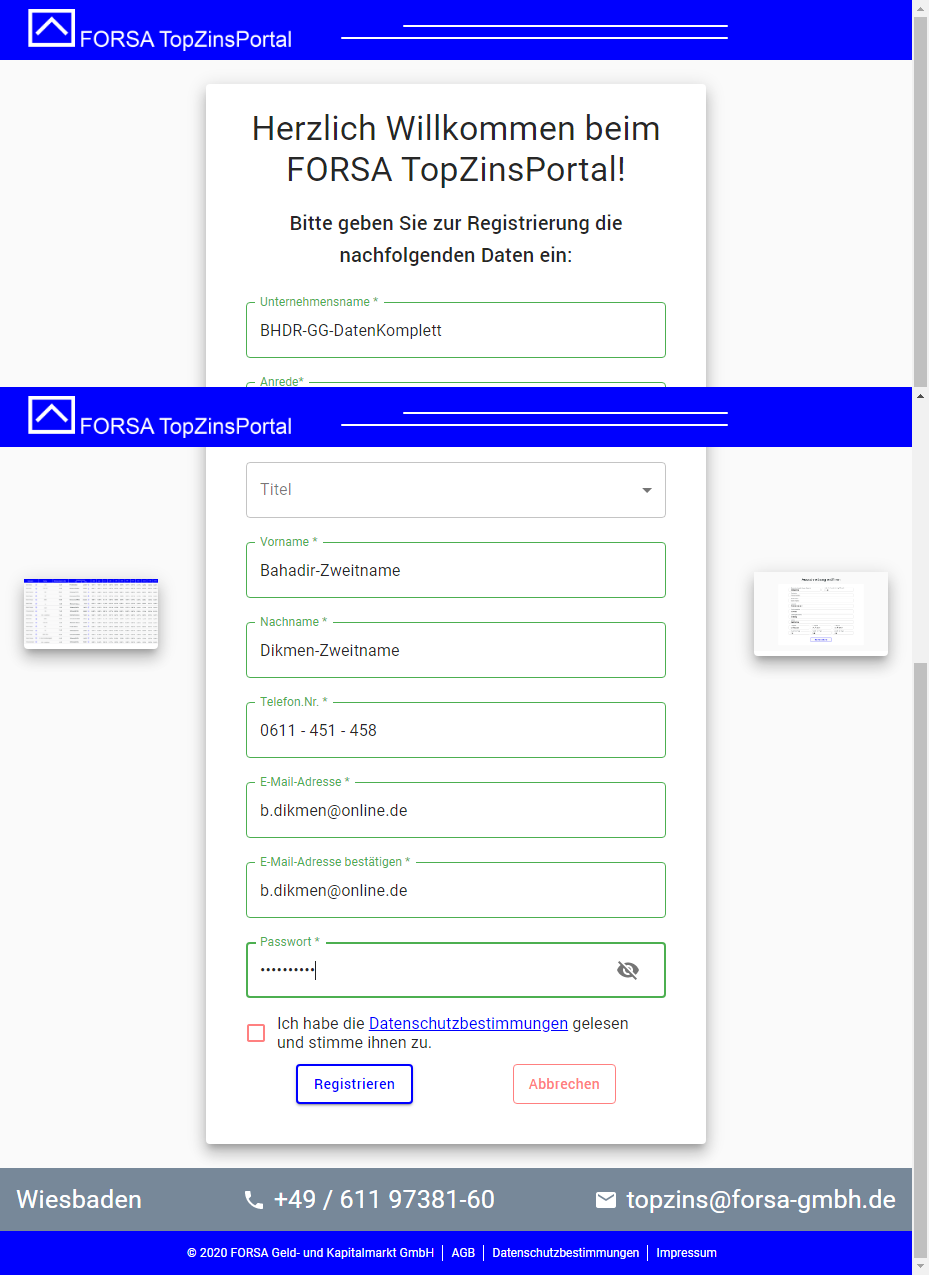 FORSA TopZinsPortal
Herzlich Willkommen beim
FORSA TopZinsPortal!
Bitte geben Sie zur Registrierung die
nachfolgenden Daten ein:
Unternehmensname *
BHDR-GG-DatenKomplett
Anrede*
FORSA TopZinsPortal
Titel
Vorname *
Bahadir-Zweitname
Nachname *
Dikmen-Zweitname
Telefon.Nr. *
0611 - 451 - 458
E-Mail-Adresse *
b.dikmen@online.de
E-Mail-Adresse bestätigen *
b.dikmen@online.de
Passwort *
••••••••••
Ich habe die Datenschutzbestimmungen gelesen
und stimme ihnen zu.
Registrieren Abbrechen
Wiesbaden +49 / 611 97381-60 topzins@forsa-gmbh.de
© 2020 FORSA Geld- und Kapitalmarkt GmbH | AGB | Datenschutzbestimmungen | Impressum